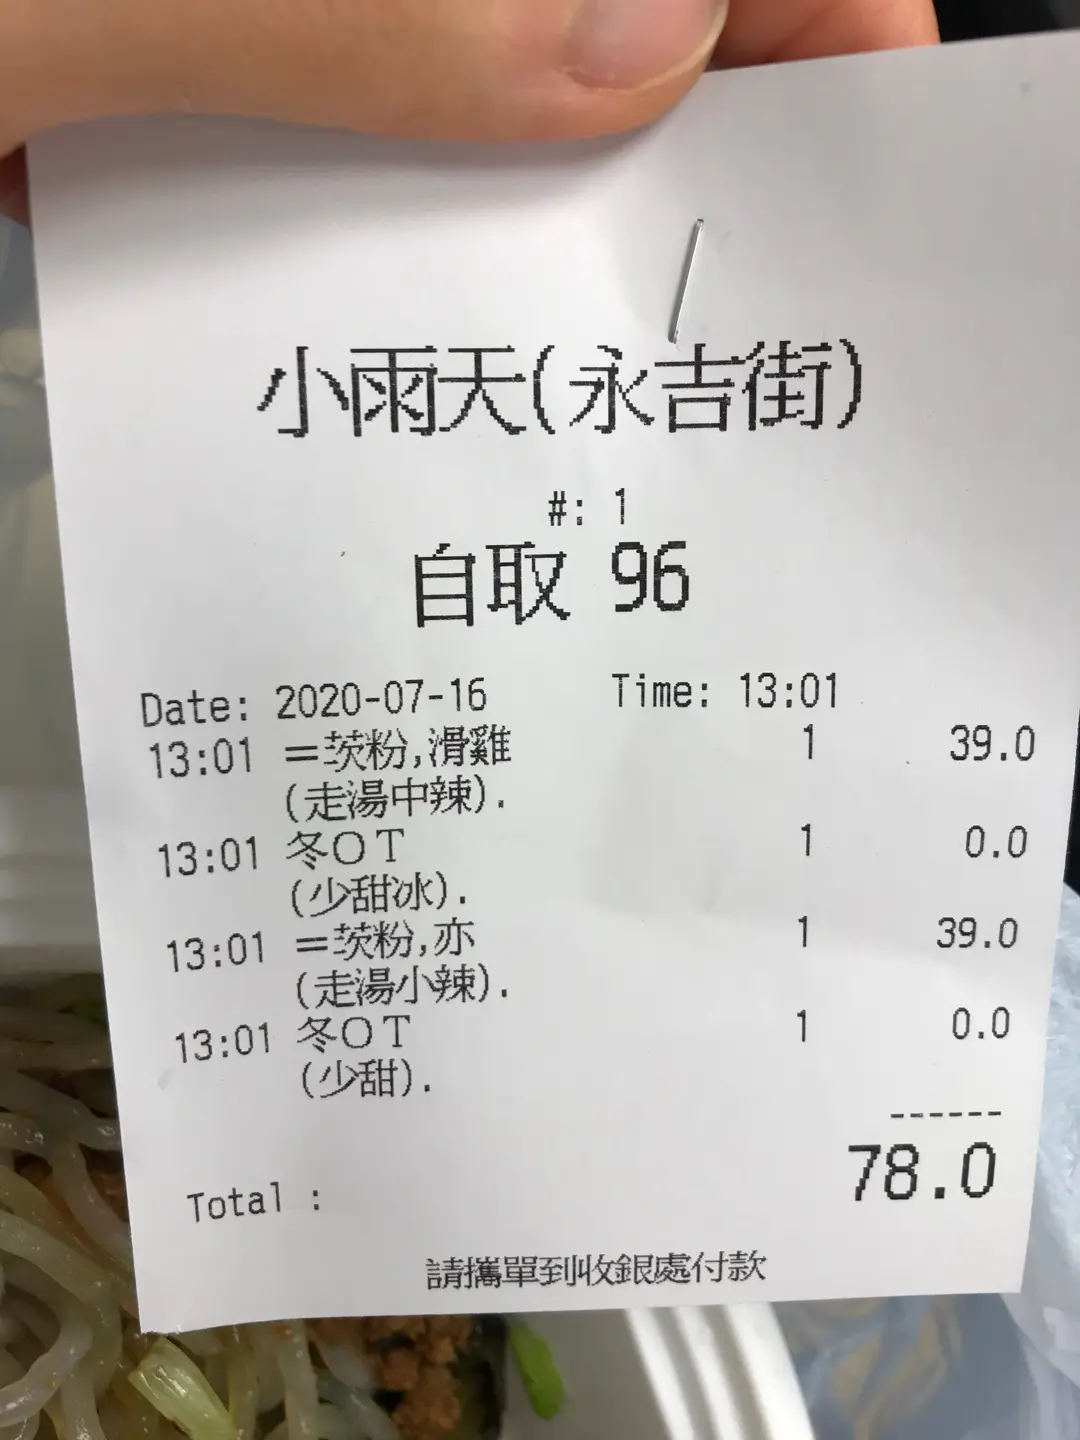 小雨天(永吉街)
#: 1
自取 96
Date: 2020-07-16 Time: 13:01
13:01 =茨粉,滑雞 1 39.0
(走湯中辣).
13:01 冬OT 1 0.0
(少甜冰).
13:01 =茨粉,亦 1 39.0
(走湯小辣).
13:01 冬OT 1 0.0
(少甜).
------
Total : 78.0
請攜單到收銀處付款